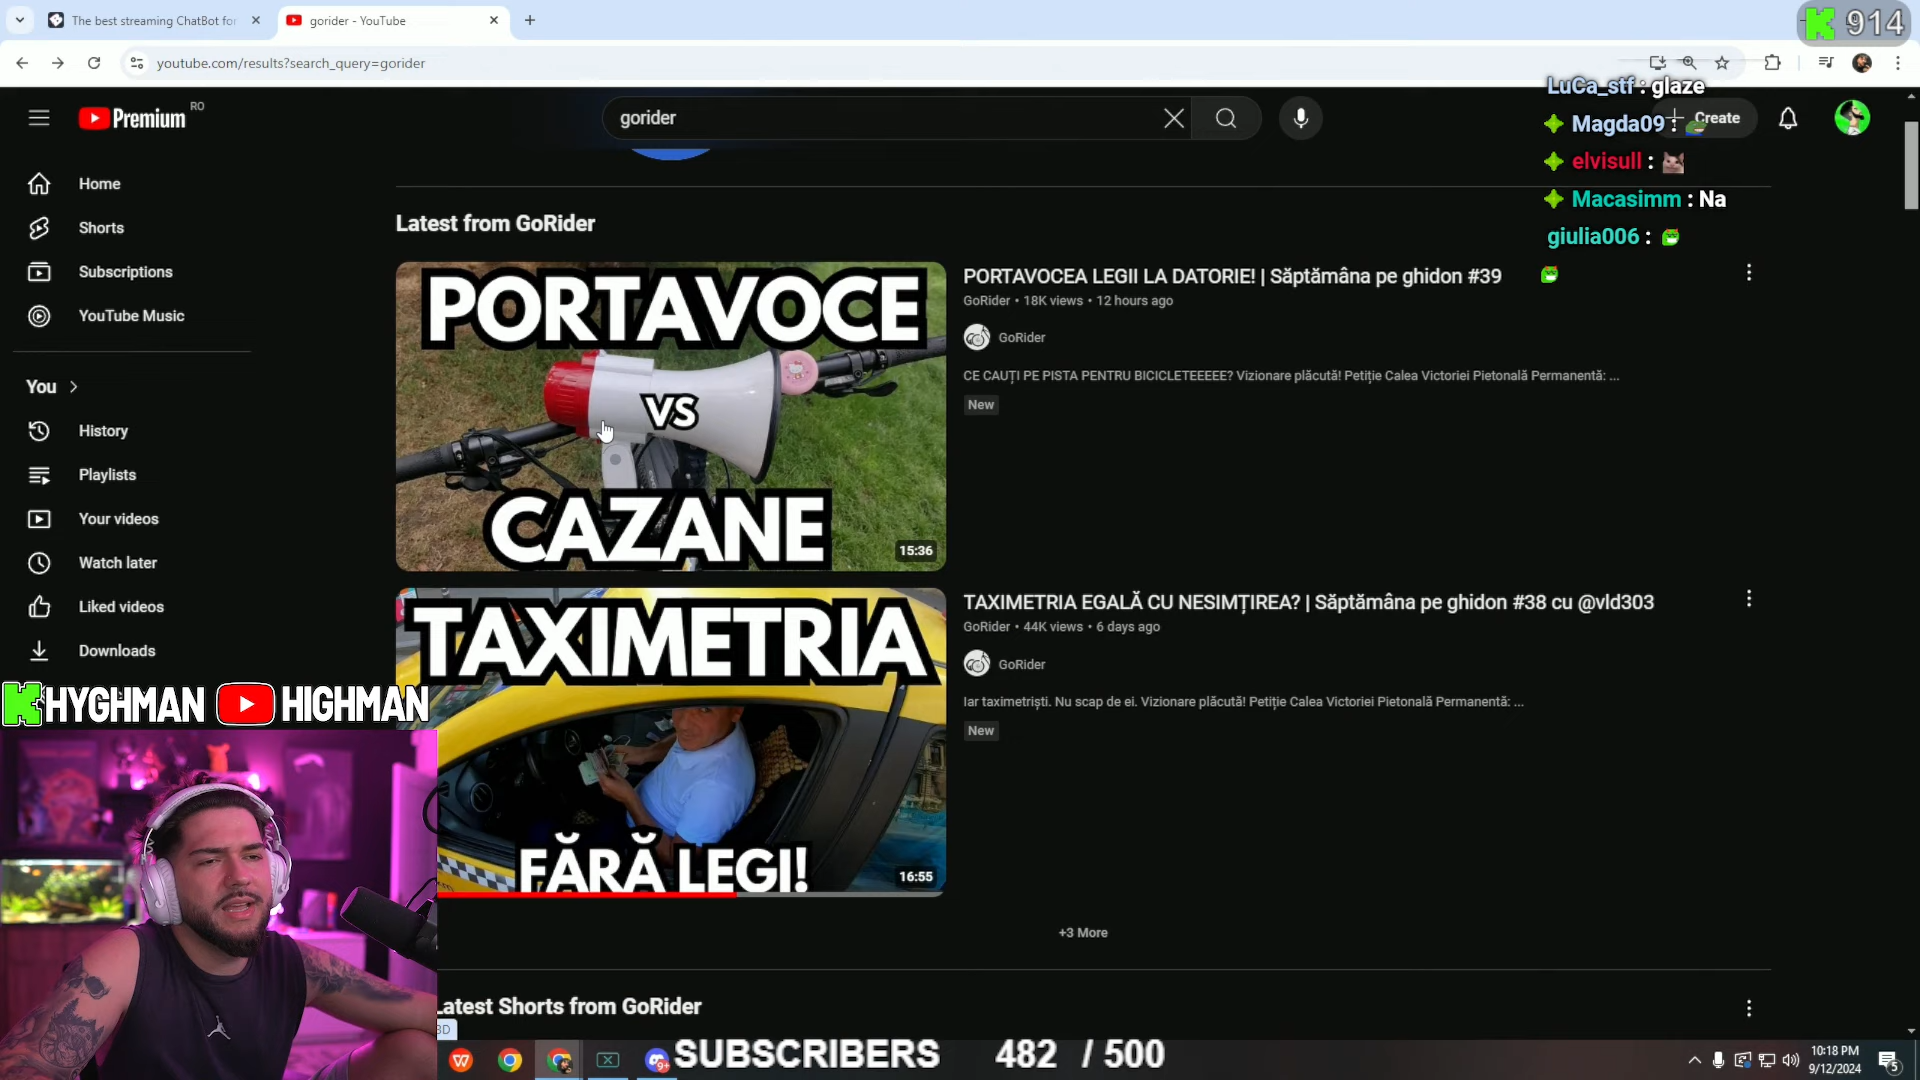 The best streaming ChatBot for
gorider - YouTube
914
youtube.com/results?search_query=gorider
LuCa_stf : glaze
Premium
RO
gorider
Create
Magda09 :
elvisull :
Macasimm : Na
giulia006 :
Home
Shorts
Subscriptions
YouTube Music
You
History
Playlists
Your videos
Watch later
Liked videos
Downloads
Latest from GoRider
PORTAVOCE
VS
CAZANE
15:36
PORTAVOCEA LEGII LA DATORIE! | Săptămâna pe ghidon #39
GoRider • 18K views • 12 hours ago
GoRider
CE CAUȚI PE PISTA PENTRU BICICLETEEEEE? Vizionare plăcută! Petiție Calea Victoriei Pietonală Permanentă: ...
New
TAXIMETRIA
FĂRĂ LEGI!
16:55
TAXIMETRIA EGALĂ CU NESIMȚIREA? | Săptămâna pe ghidon #38 cu @vld303
GoRider • 44K views • 6 days ago
GoRider
Iar taximetriști. Nu scap de ei. Vizionare plăcută! Petiție Calea Victoriei Pietonală Permanentă: ...
New
+3 More
HYGHMAN HIGHMAN
Latest Shorts from GoRider
SUBSCRIBERS 482 / 500
9+
10:18 PM
9/12/2024
5